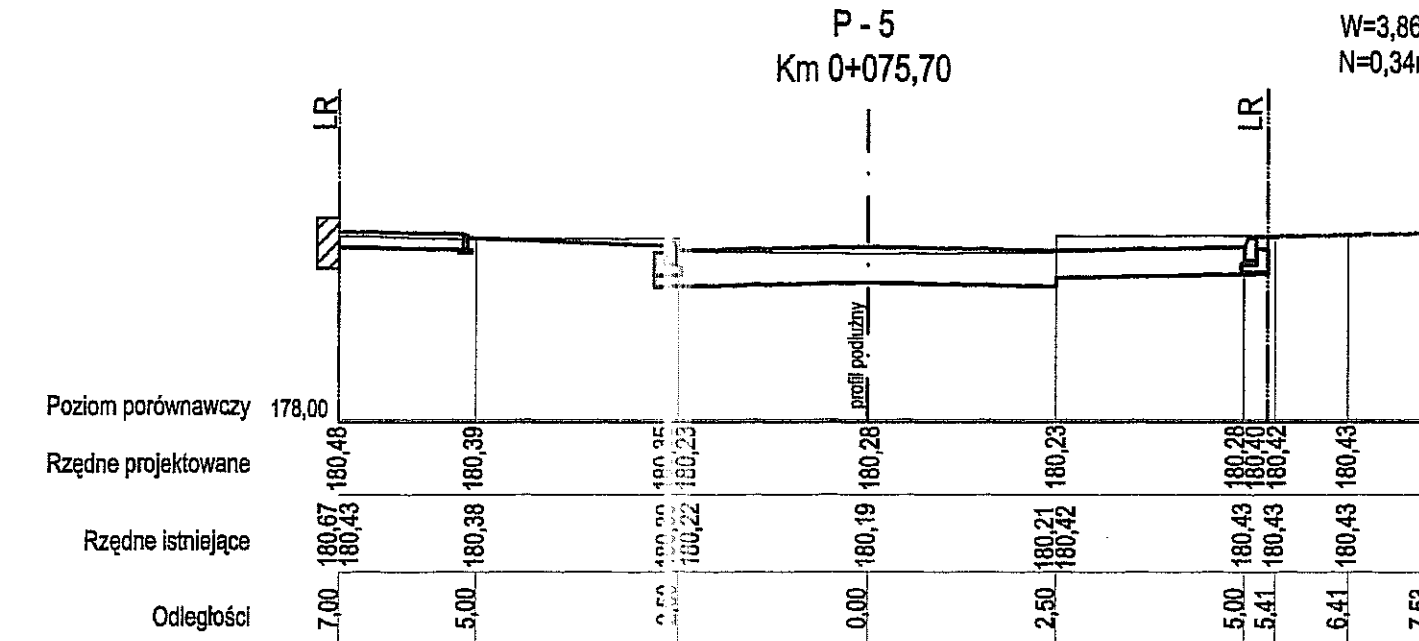 P - 5
Km 0+075,70
W=3,86
N=0,34
LR
LR
profil podłużny
Poziom porównawczy 178,00
Rzędne projektowane 180,48 180,39 180,35 180,23 180,28 180,23 180,28 180,40 180,42 180,43
Rzędne istniejące 180,67 180,43 180,38 180,22 180,19 180,21 180,42 180,43 180,43 180,43
Odległości 7,00 5,00 0,00 2,50 5,00 5,41 6,41